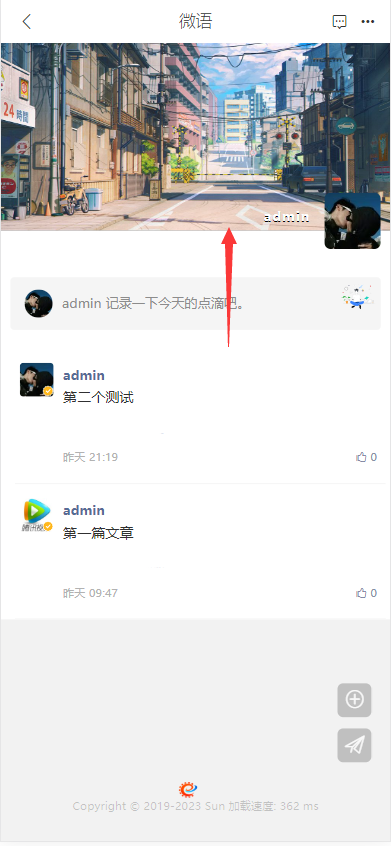 微语
24時間
admin
admin 记录一下今天的点滴吧。
admin
第二个测试
昨天 21:19
0
admin
腾讯视
第一篇文章
昨天 09:47
0
Copyright © 2019-2023 Sun 加载速度: 362 ms